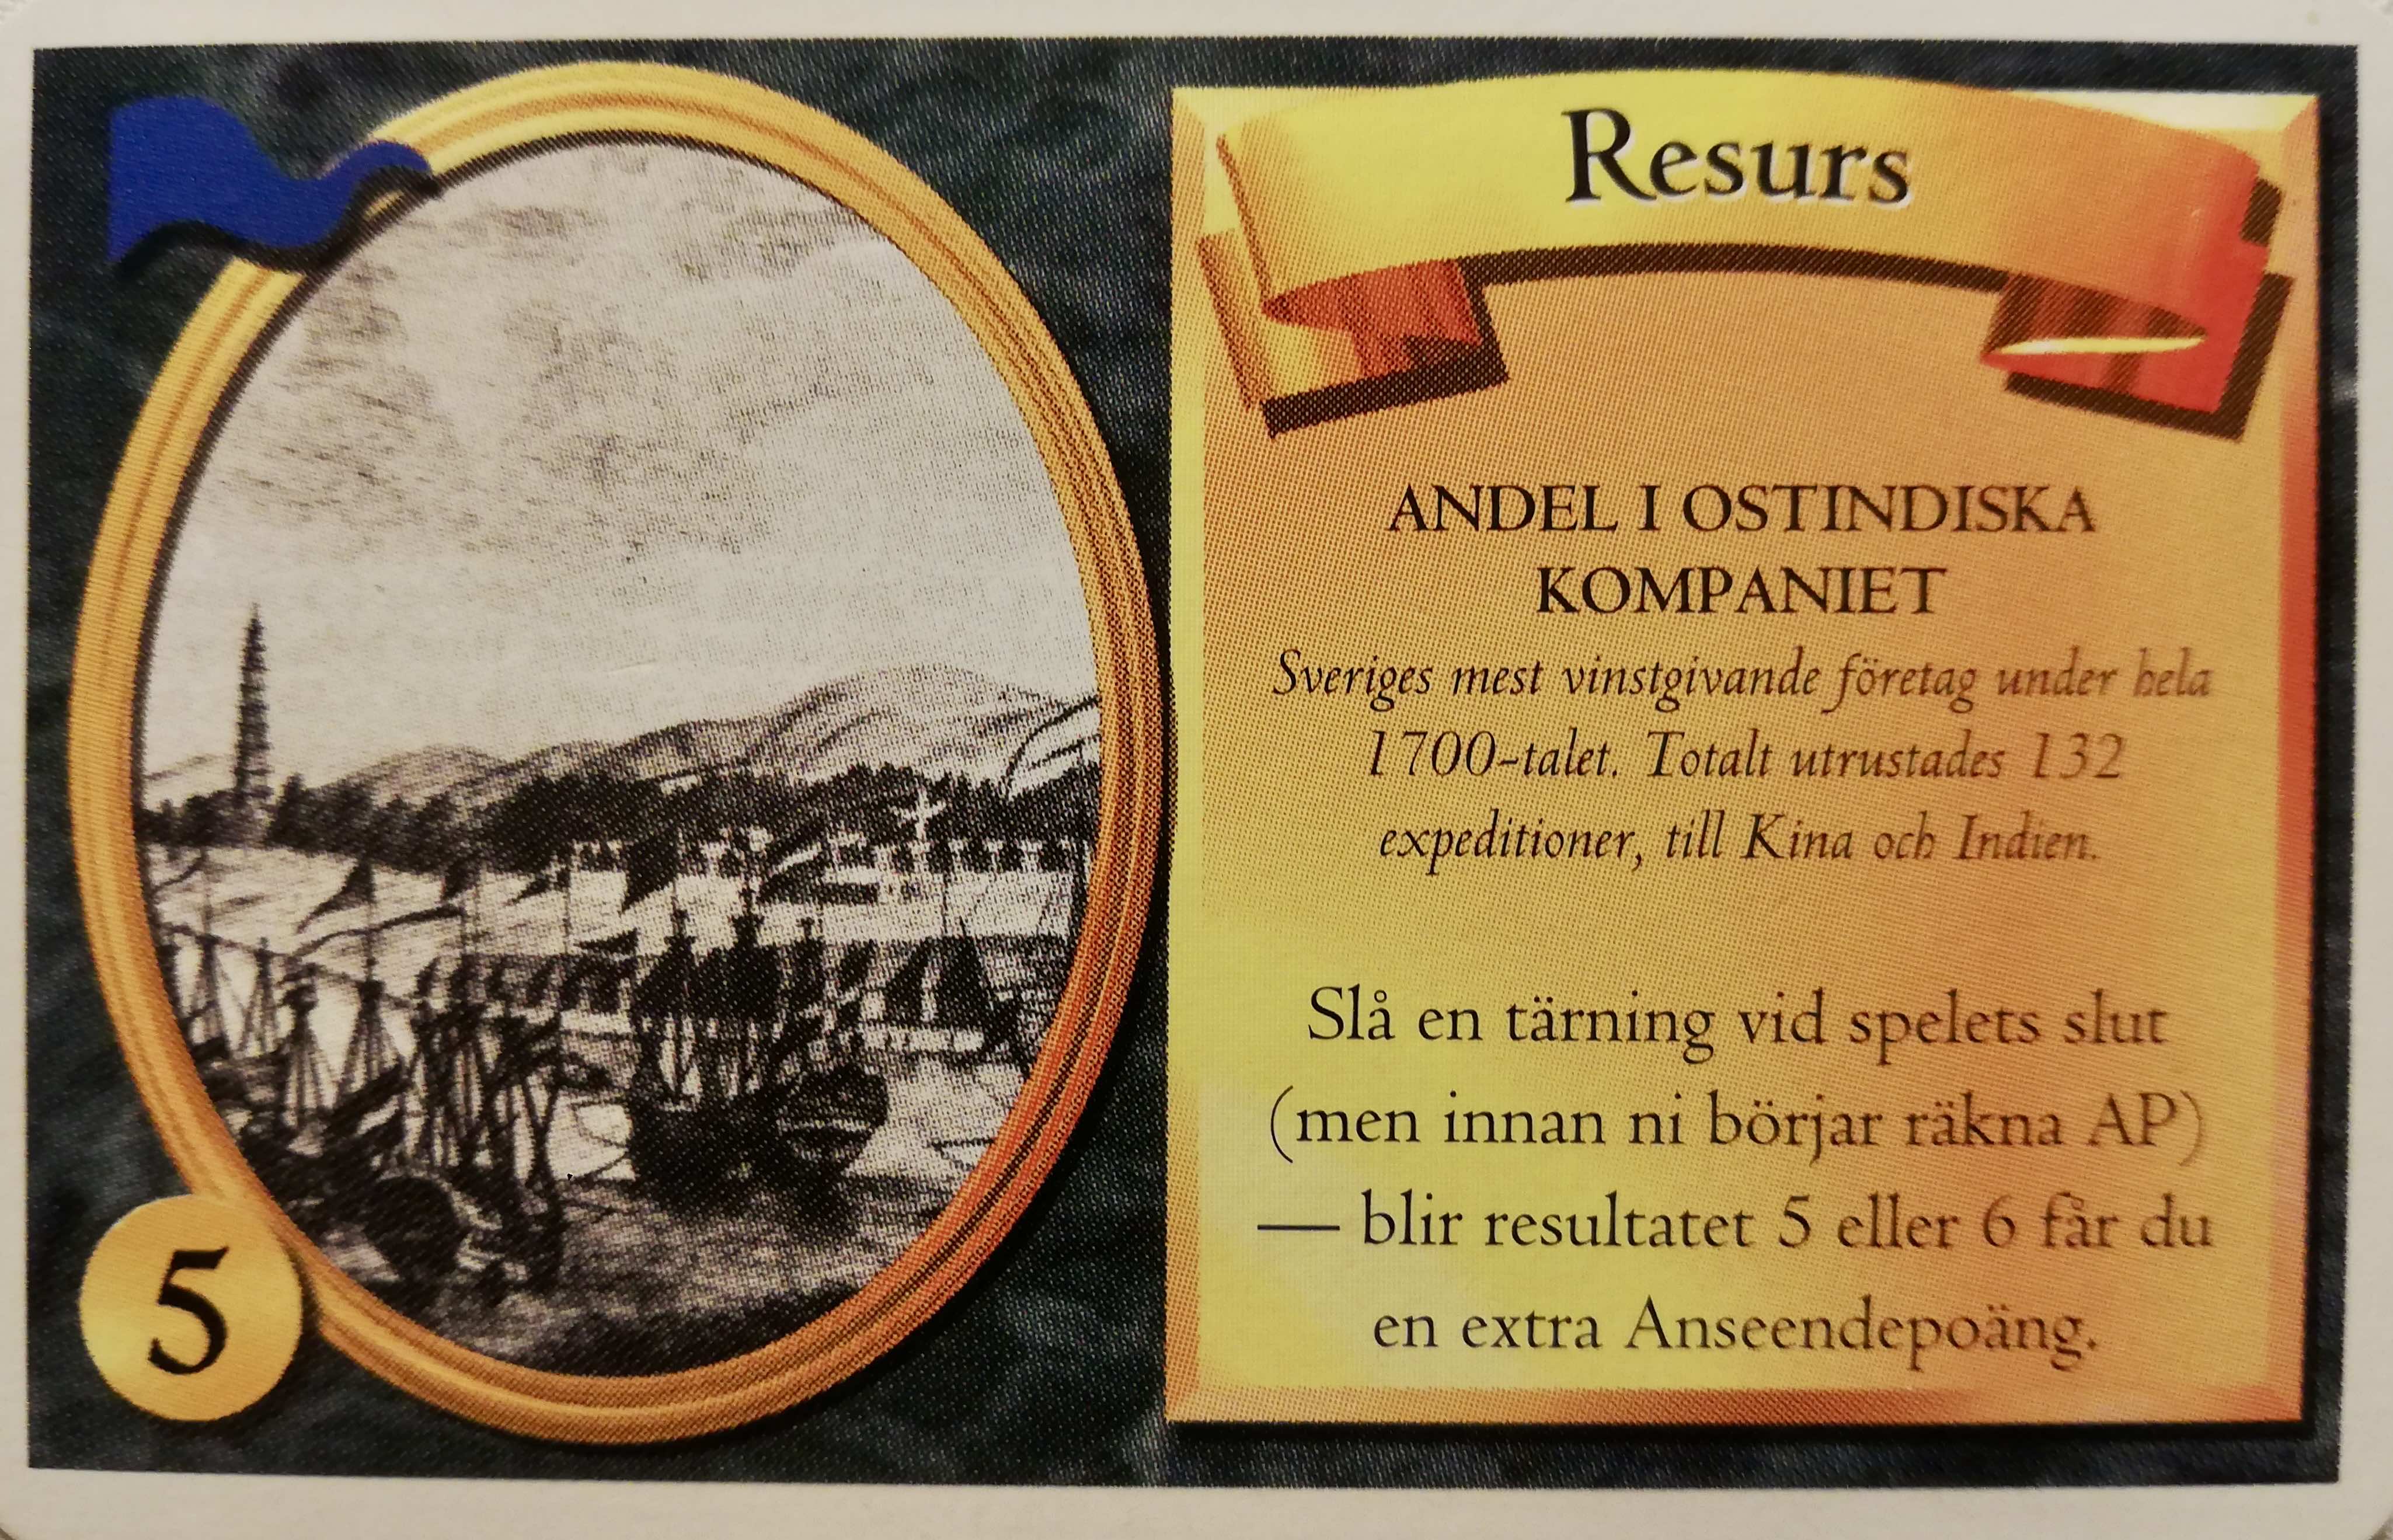 Resurs
ANDEL I OSTINDISKA
KOMPANIET
Sveriges mest vinstgivande företag under hela
1700-talet. Totalt utrustades 132
expeditioner, till Kina och Indien.
Slå en tärning vid spelets slut
(men innan ni börjar räkna AP)
— blir resultatet 5 eller 6 får du
en extra Anseendepoäng.
5